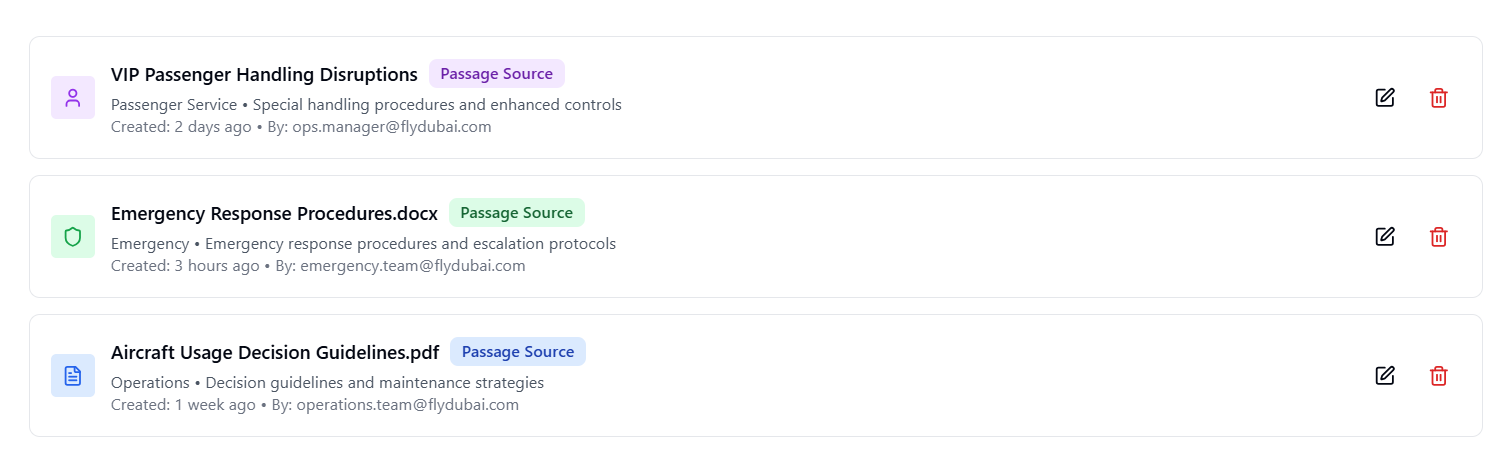 VIP Passenger Handling Disruptions Passage Source
Passenger Service • Special handling procedures and enhanced controls
Created: 2 days ago • By: ops.manager@flydubai.com
Emergency Response Procedures.docx Passage Source
Emergency • Emergency response procedures and escalation protocols
Created: 3 hours ago • By: emergency.team@flydubai.com
Aircraft Usage Decision Guidelines.pdf Passage Source
Operations • Decision guidelines and maintenance strategies
Created: 1 week ago • By: operations.team@flydubai.com